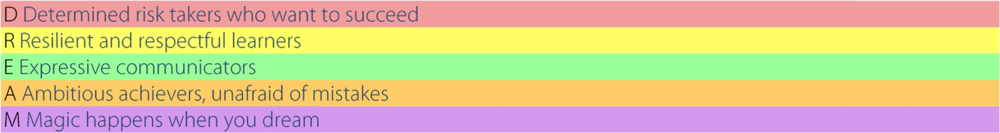 D Determined risk takers who want to succeed
R Resilient and respectful learners
E Expressive communicators
A Ambitious achievers, unafraid of mistakes
M Magic happens when you dream